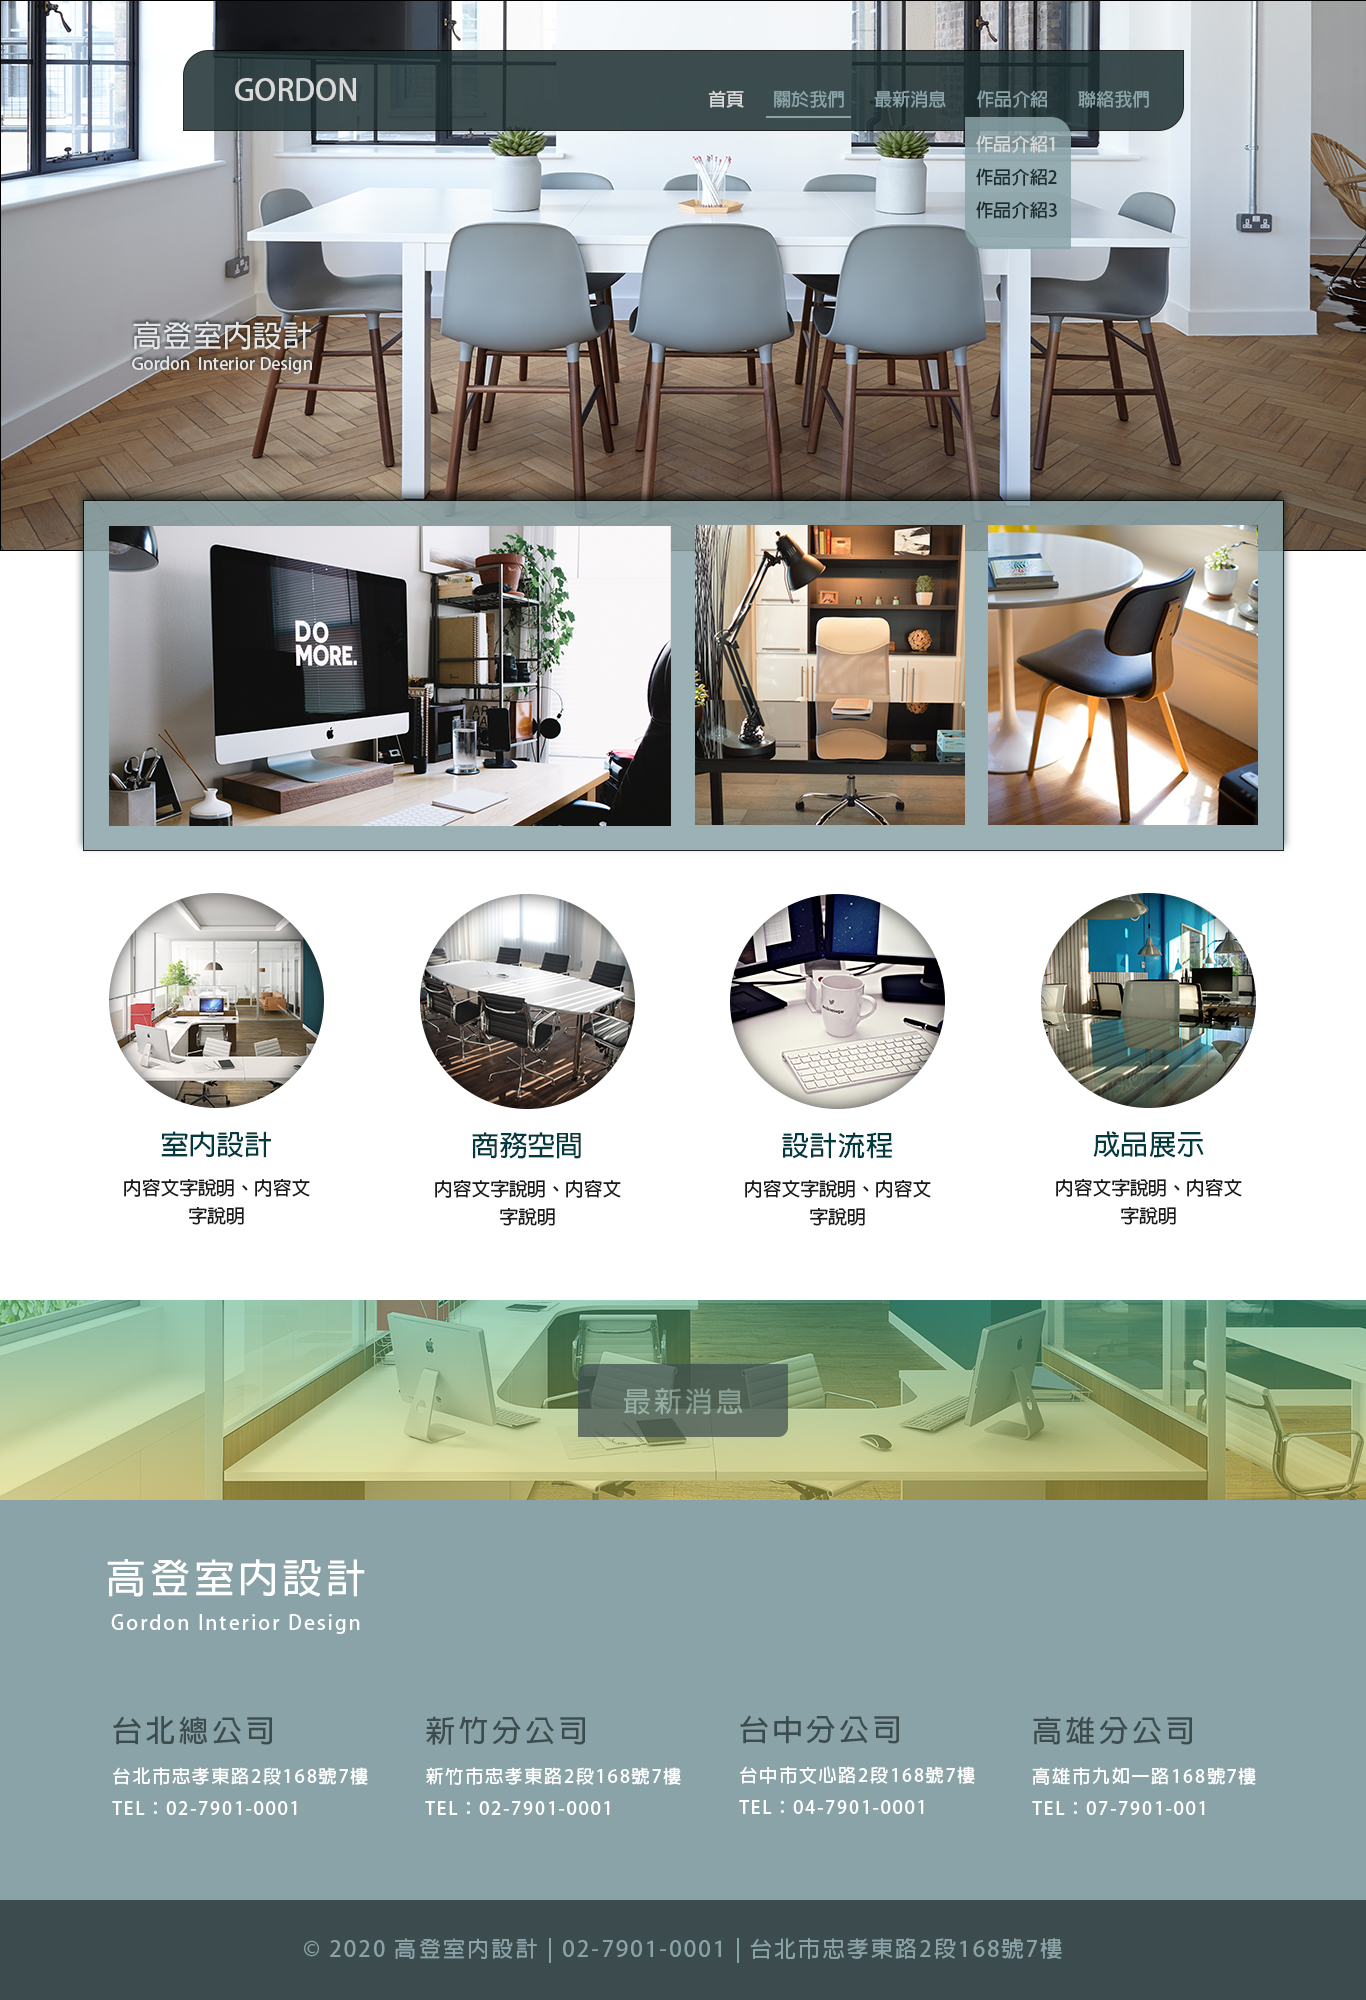 GORDON
首頁 關於我們 最新消息 作品介紹 聯絡我們
作品介紹1
作品介紹2
作品介紹3
高登室內設計
Gordon Interior Design
DO
MORE.
室內設計
內容文字說明、內容文
字說明
商務空間
內容文字說明、內容文
字說明
設計流程
內容文字說明、內容文
字說明
成品展示
內容文字說明、內容文
字說明
最新消息
高登室內設計
Gordon Interior Design
台北總公司
台北市忠孝東路2段168號7樓
TEL：02-7901-0001
新竹分公司
新竹市忠孝東路2段168號7樓
TEL：02-7901-0001
台中分公司
台中市文心路2段168號7樓
TEL：04-7901-0001
高雄分公司
高雄市九如一路168號7樓
TEL：07-7901-001
© 2020 高登室內設計 | 02-7901-0001 | 台北市忠孝東路2段168號7樓